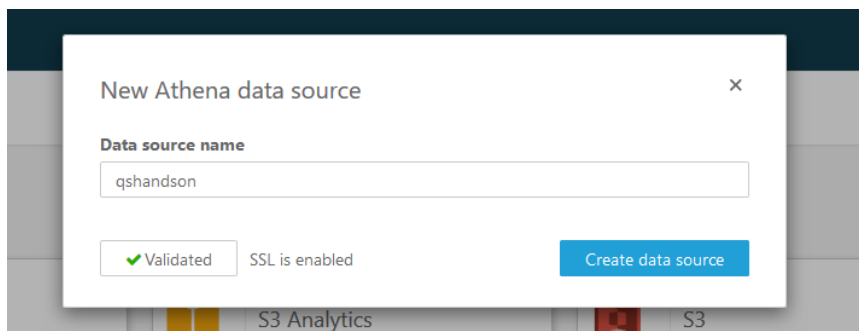 New Athena data source
Data source name
qshandson
Validated SSL is enabled Create data source
S3 Analytics S3